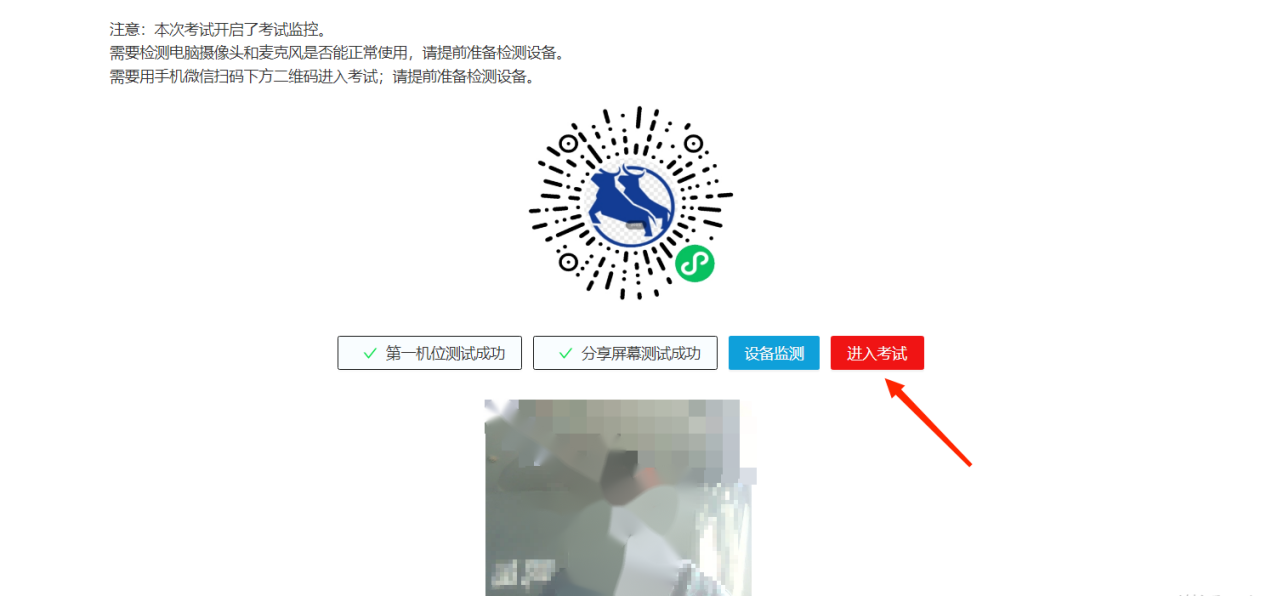 注意：本次考试开启了考试监控。
需要检测电脑摄像头和麦克风是否能正常使用，请提前准备检测设备。
需要用手机微信扫码下方二维码进入考试；请提前准备检测设备。
第一机位测试成功 分享屏幕测试成功 设备监测 进入考试